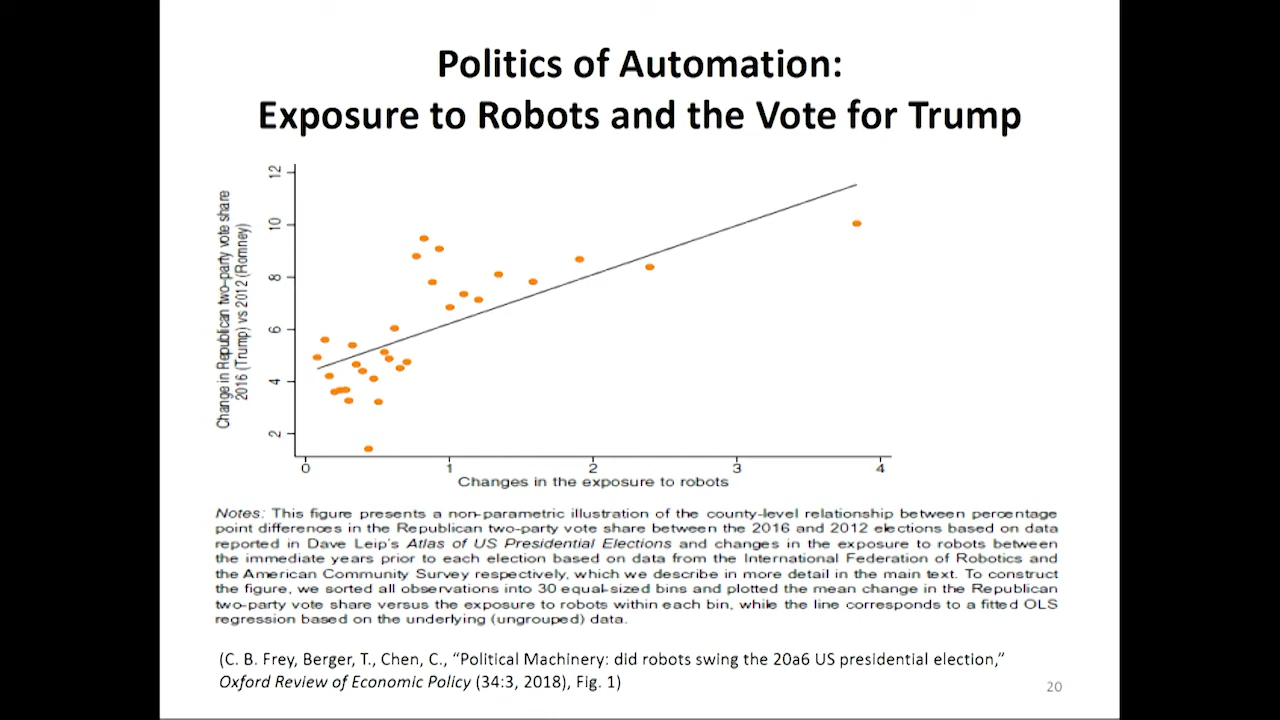 Politics of Automation:
Exposure to Robots and the Vote for Trump
Change in Republican two-party vote share
2016 (Trump) vs 2012 (Romney)
12
10
8
6
4
2
0 1 2 3 4
Changes in the exposure to robots
Notes: This figure presents a non-parametric illustration of the county-level relationship between percentage
point differences in the Republican two-party vote share between the 2016 and 2012 elections based on data
reported in Dave Leip's Atlas of US Presidential Elections and changes in the exposure to robots between
the immediate years prior to each election based on data from the International Federation of Robotics and
the American Community Survey respectively, which we describe in more detail in the main text. To construct
the figure, we sorted all observations into 30 equal-sized bins and plotted the mean change in the Republican
two-party vote share versus the exposure to robots within each bin, while the line corresponds to a fitted OLS
regression based on the underlying (ungrouped) data.
(C. B. Frey, Berger, T., Chen, C., “Political Machinery: did robots swing the 20a6 US presidential election,”
Oxford Review of Economic Policy (34:3, 2018), Fig. 1)
20